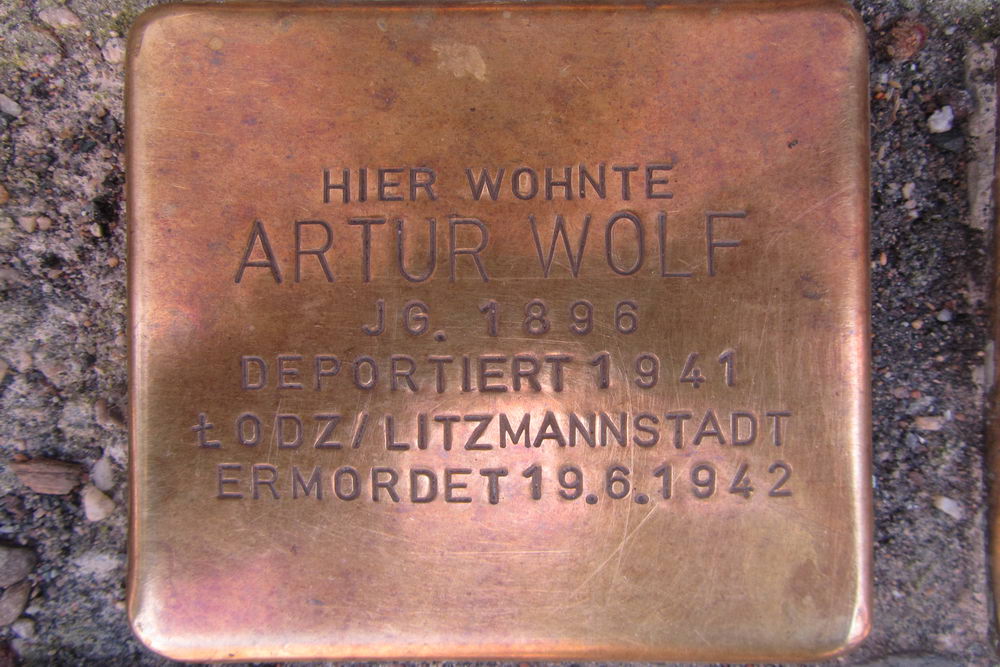 HIER WOHNTE
ARTUR WOLF
JG. 1896
DEPORTIERT 1941
ŁODZ/LITZMANNSTADT
ERMORDET 19.6.1942